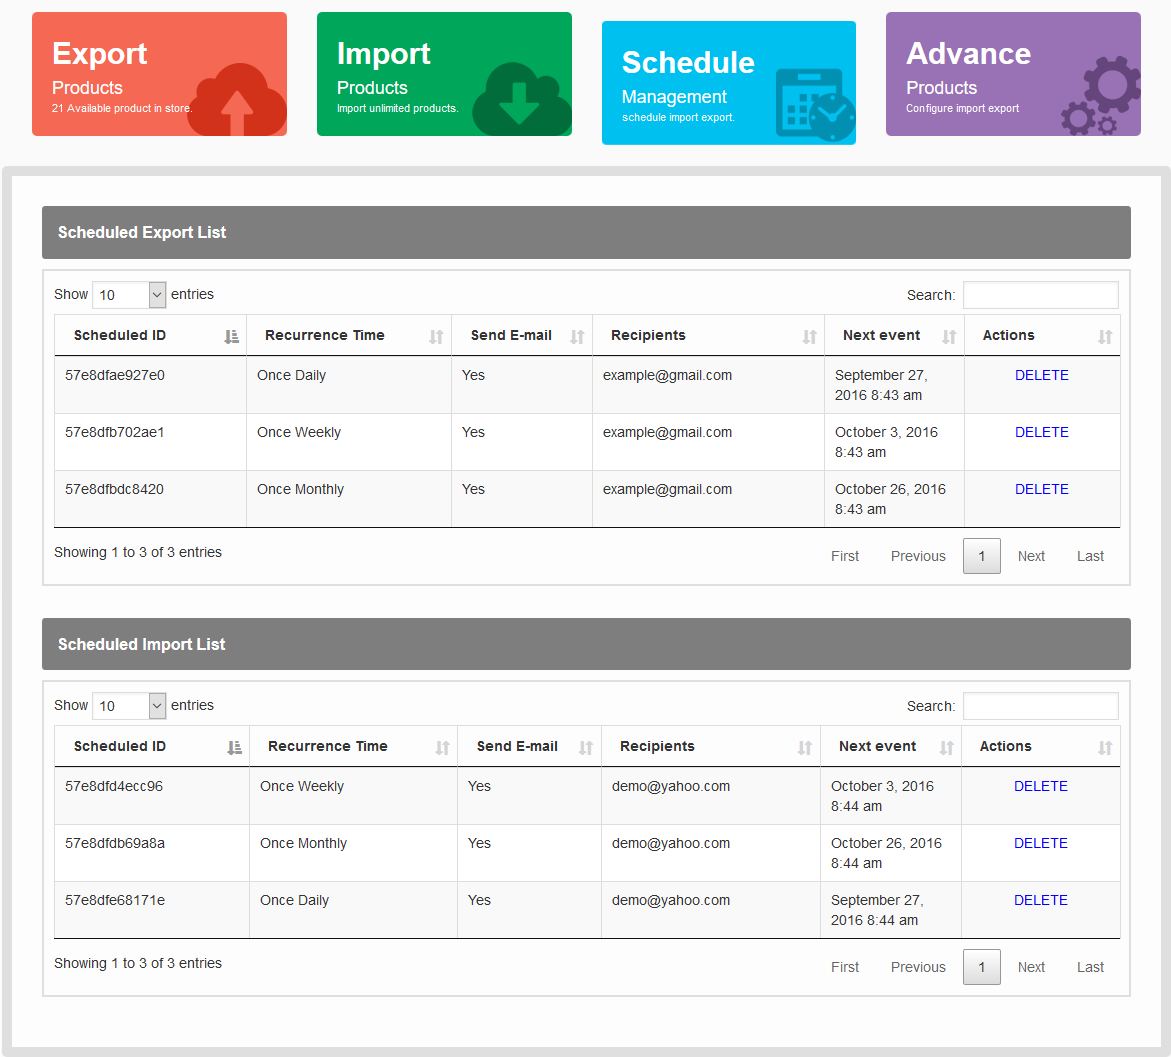 Export
Products
21 Available product in store.
Import
Products
Import unlimited products.
Schedule
Management
schedule import export.
Advance
Products
Configure import export
Scheduled Export List
Show 10 entries Search:
Scheduled ID Recurrence Time Send E-mail Recipients Next event Actions
57e8dfae927e0 Once Daily Yes example@gmail.com September 27, DELETE
2016 8:43 am
57e8dfb702ae1 Once Weekly Yes example@gmail.com October 3, 2016 DELETE
8:43 am
57e8dfbdc8420 Once Monthly Yes example@gmail.com October 26, 2016 DELETE
8:43 am
Showing 1 to 3 of 3 entries First Previous 1 Next Last
Scheduled Import List
Show 10 entries Search:
Scheduled ID Recurrence Time Send E-mail Recipients Next event Actions
57e8dfd4ecc96 Once Weekly Yes demo@yahoo.com October 3, 2016 DELETE
8:44 am
57e8dfdb69a8a Once Monthly Yes demo@yahoo.com October 26, 2016 DELETE
8:44 am
57e8dfe68171e Once Daily Yes demo@yahoo.com September 27, DELETE
2016 8:44 am
Showing 1 to 3 of 3 entries First Previous 1 Next Last